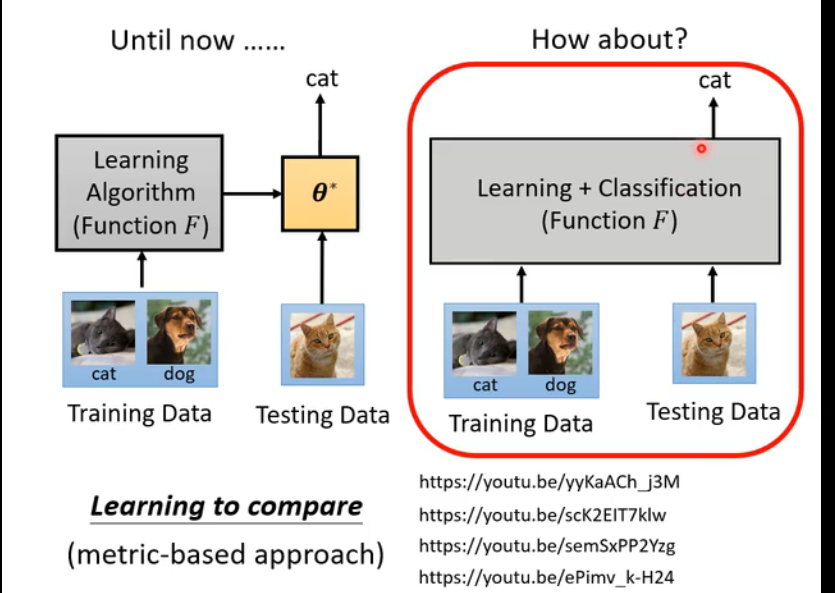 Until now ……
cat
Learning
Algorithm
(Function F)
θ*
cat
dog
Training Data
Testing Data
How about?
cat
Learning + Classification
(Function F)
cat
dog
Training Data
Testing Data
Learning to compare
(metric-based approach)
https://youtu.be/yyKaACh_j3M
https://youtu.be/scK2EIT7klw
https://youtu.be/semSxPP2Yzg
https://youtu.be/ePimv_k-H24